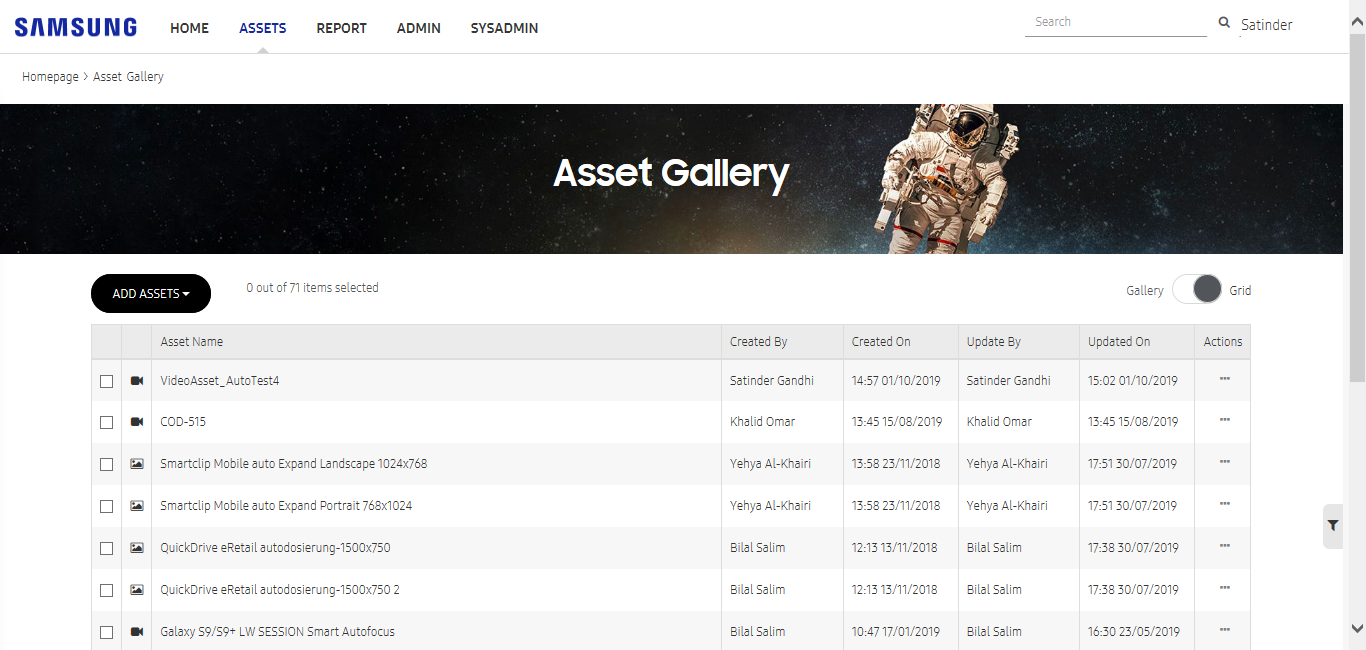 SAMSUNG HOME ASSETS REPORT ADMIN SYSADMIN Search Satinder
Homepage > Asset Gallery
Asset Gallery
ADD ASSETS 0 out of 71 items selected Gallery Grid
Asset Name Created By Created On Update By Updated On Actions
VideoAsset_AutoTest4 Satinder Gandhi 14:57 01/10/2019 Satinder Gandhi 15:02 01/10/2019 ···
COD-515 Khalid Omar 13:45 15/08/2019 Khalid Omar 13:45 15/08/2019 ···
Smartclip Mobile auto Expand Landscape 1024x768 Yehya Al-Khairi 13:58 23/11/2018 Yehya Al-Khairi 17:51 30/07/2019 ···
Smartclip Mobile auto Expand Portrait 768x1024 Yehya Al-Khairi 13:58 23/11/2018 Yehya Al-Khairi 17:51 30/07/2019 ···
QuickDrive eRetail autodosierung-1500x750 Bilal Salim 12:13 13/11/2018 Bilal Salim 17:38 30/07/2019 ···
QuickDrive eRetail autodosierung-1500x750 2 Bilal Salim 12:13 13/11/2018 Bilal Salim 17:38 30/07/2019 ···
Galaxy S9/S9+ LW SESSION Smart Autofocus Bilal Salim 10:47 17/01/2019 Bilal Salim 16:30 23/05/2019 ···